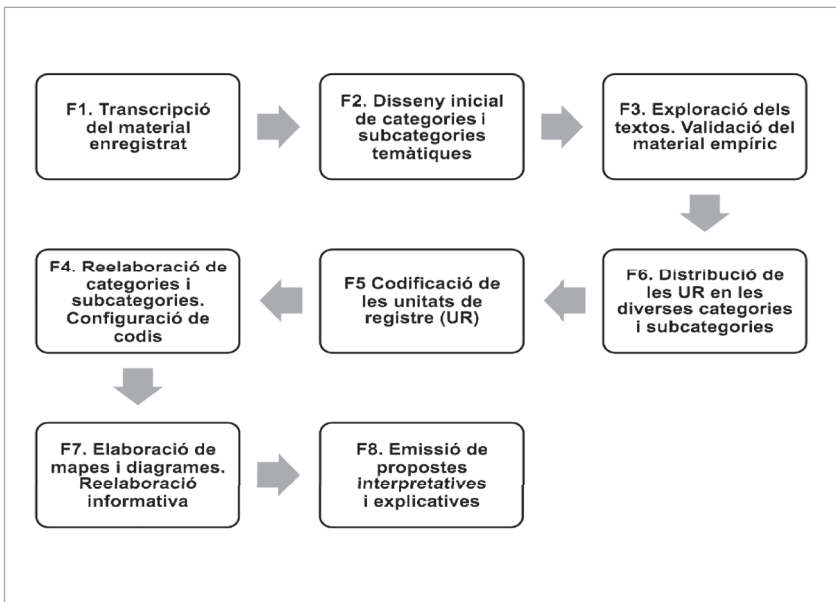 F1. Transcripció
del material
enregistrat
F2. Disseny inicial
de categories i
subcategories
temàtiques
F3. Exploració dels
textos. Validació del
material empíric
F4. Reelaboració de
categories i
subcategories.
Configuració de
codis
F5 Codificació de
les unitats de
registre (UR)
F6. Distribució de
les UR en les
diverses categories
i subcategories
F7. Elaboració de
mapes i diagrames.
Reelaboració
informativa
F8. Emissió de
propostes
interpretatives
i explicatives